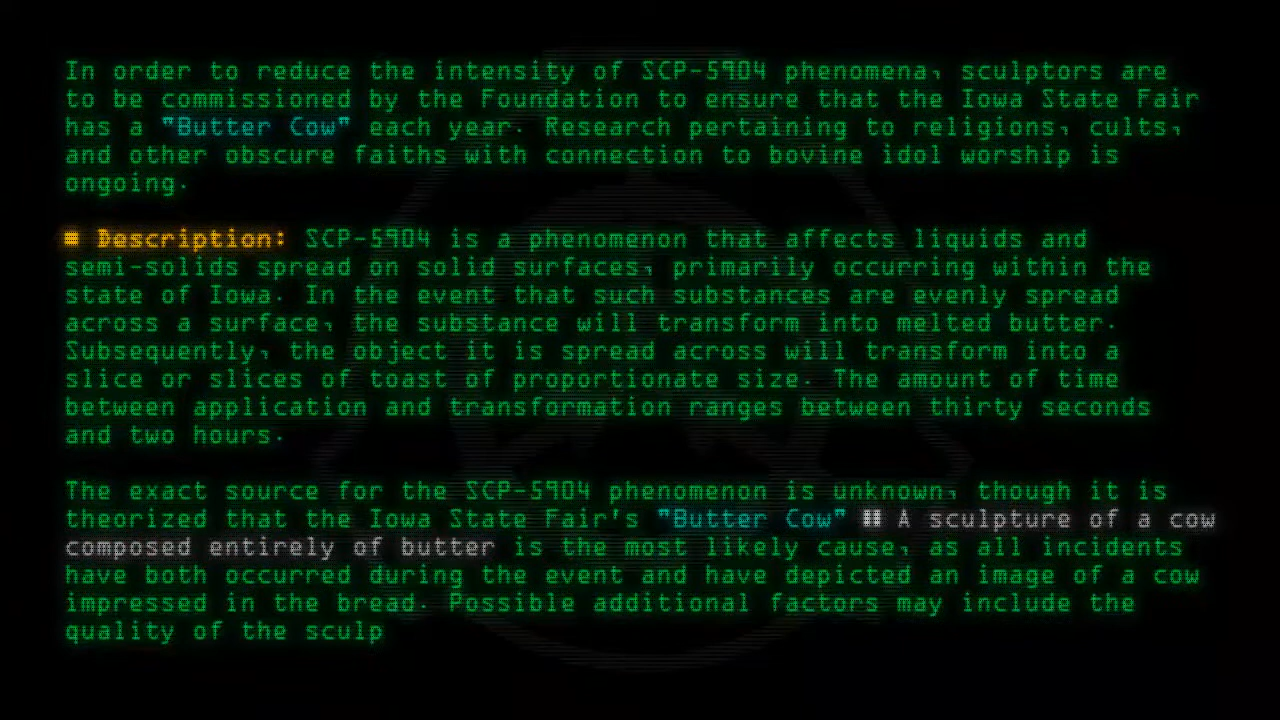 In order to reduce the intensity of SCP-5904 phenomena, sculptors are
to be commissioned by the Foundation to ensure that the Iowa State Fair
has a "Butter Cow" each year. Research pertaining to religions, cults,
and other obscure faiths with connection to bovine idol worship is
ongoing.
■ Description: SCP-5904 is a phenomenon that affects liquids and
semi-solids spread on solid surfaces, primarily occurring within the
state of Iowa. In the event that such substances are evenly spread
across a surface, the substance will transform into melted butter.
Subsequently, the object it is spread across will transform into a
slice or slices of toast of proportionate size. The amount of time
between application and transformation ranges between thirty seconds
and two hours.
The exact source for the SCP-5904 phenomenon is unknown, though it is
theorized that the Iowa State Fair's "Butter Cow" A sculpture of a cow
composed entirely of butter is the most likely cause, as all incidents
have both occurred during the event and have depicted an image of a cow
impressed in the bread. Possible additional factors may include the
quality of the sculp